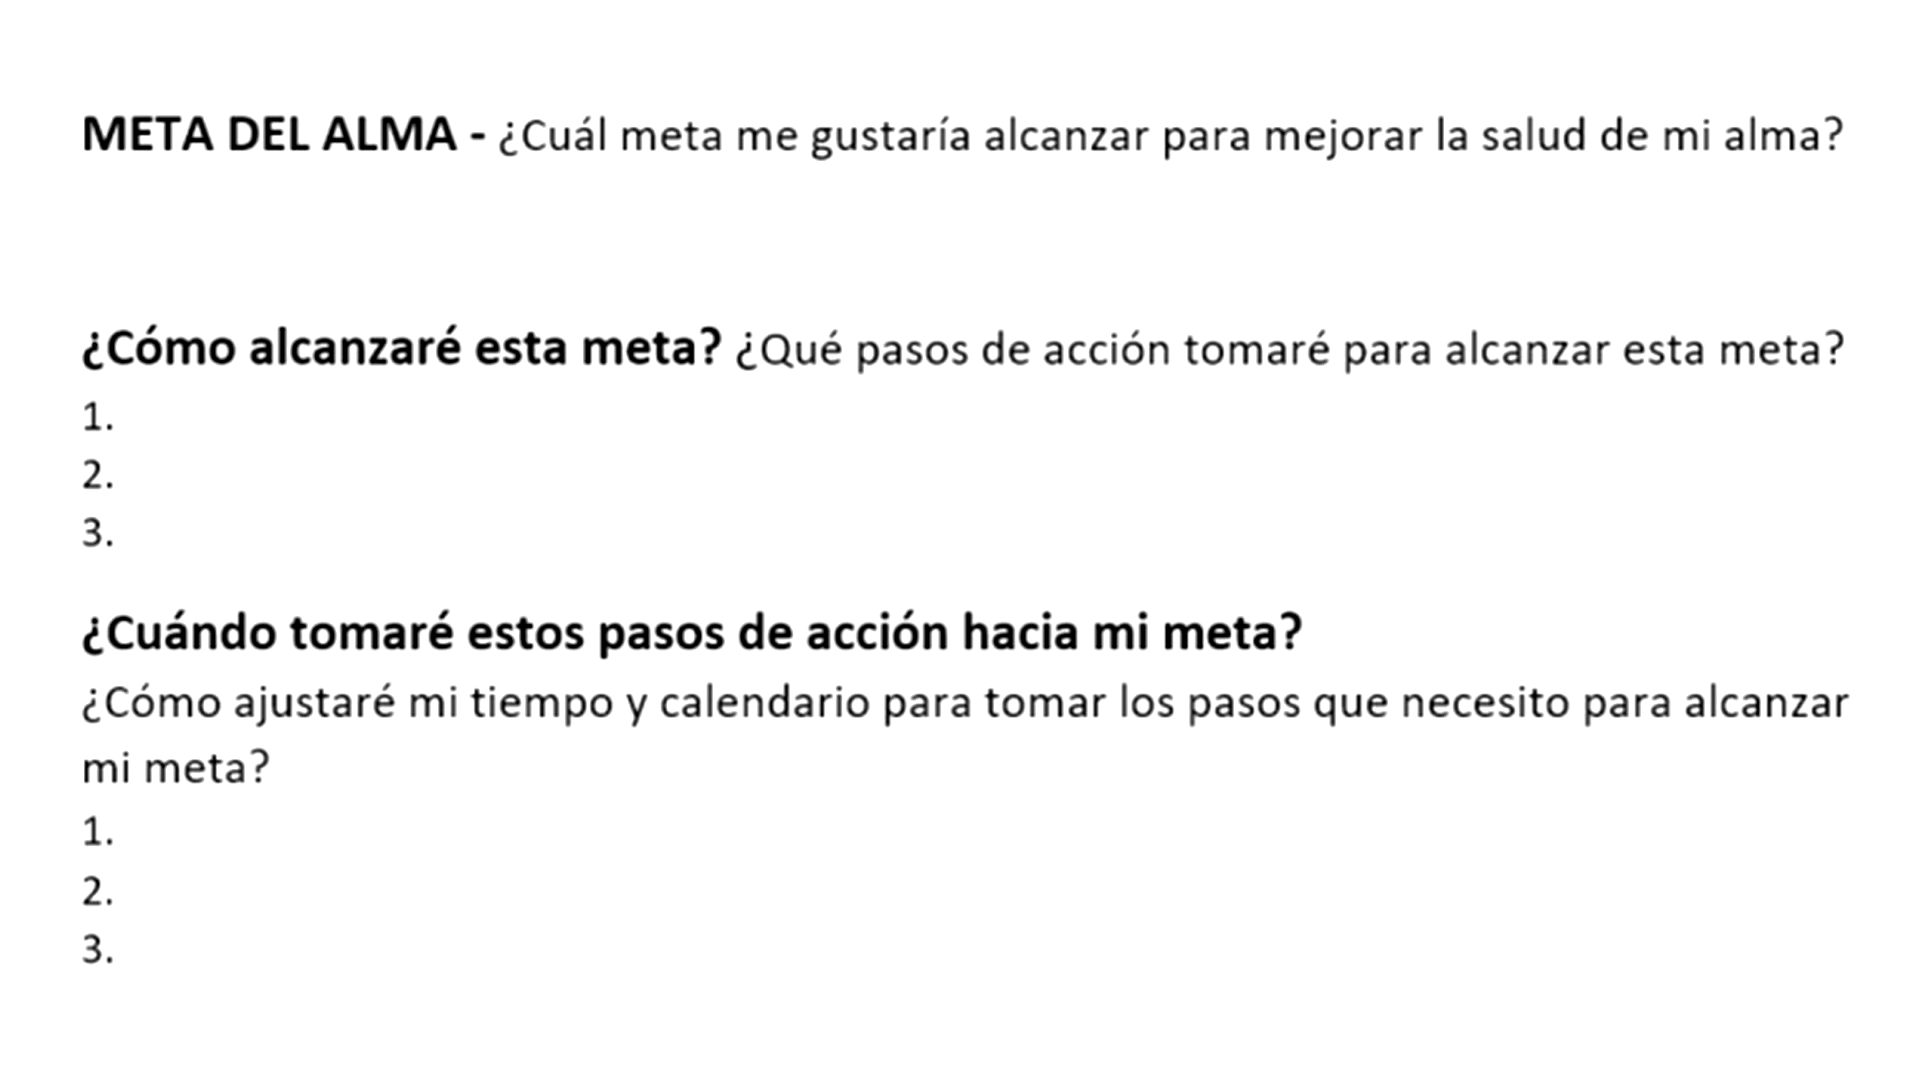 META DEL ALMA - ¿Cuál meta me gustaría alcanzar para mejorar la salud de mi alma?
¿Cómo alcanzaré esta meta? ¿Qué pasos de acción tomaré para alcanzar esta meta?
1.
2.
3.
¿Cuándo tomaré estos pasos de acción hacia mi meta?
¿Cómo ajustaré mi tiempo y calendario para tomar los pasos que necesito para alcanzar
mi meta?
1.
2.
3.